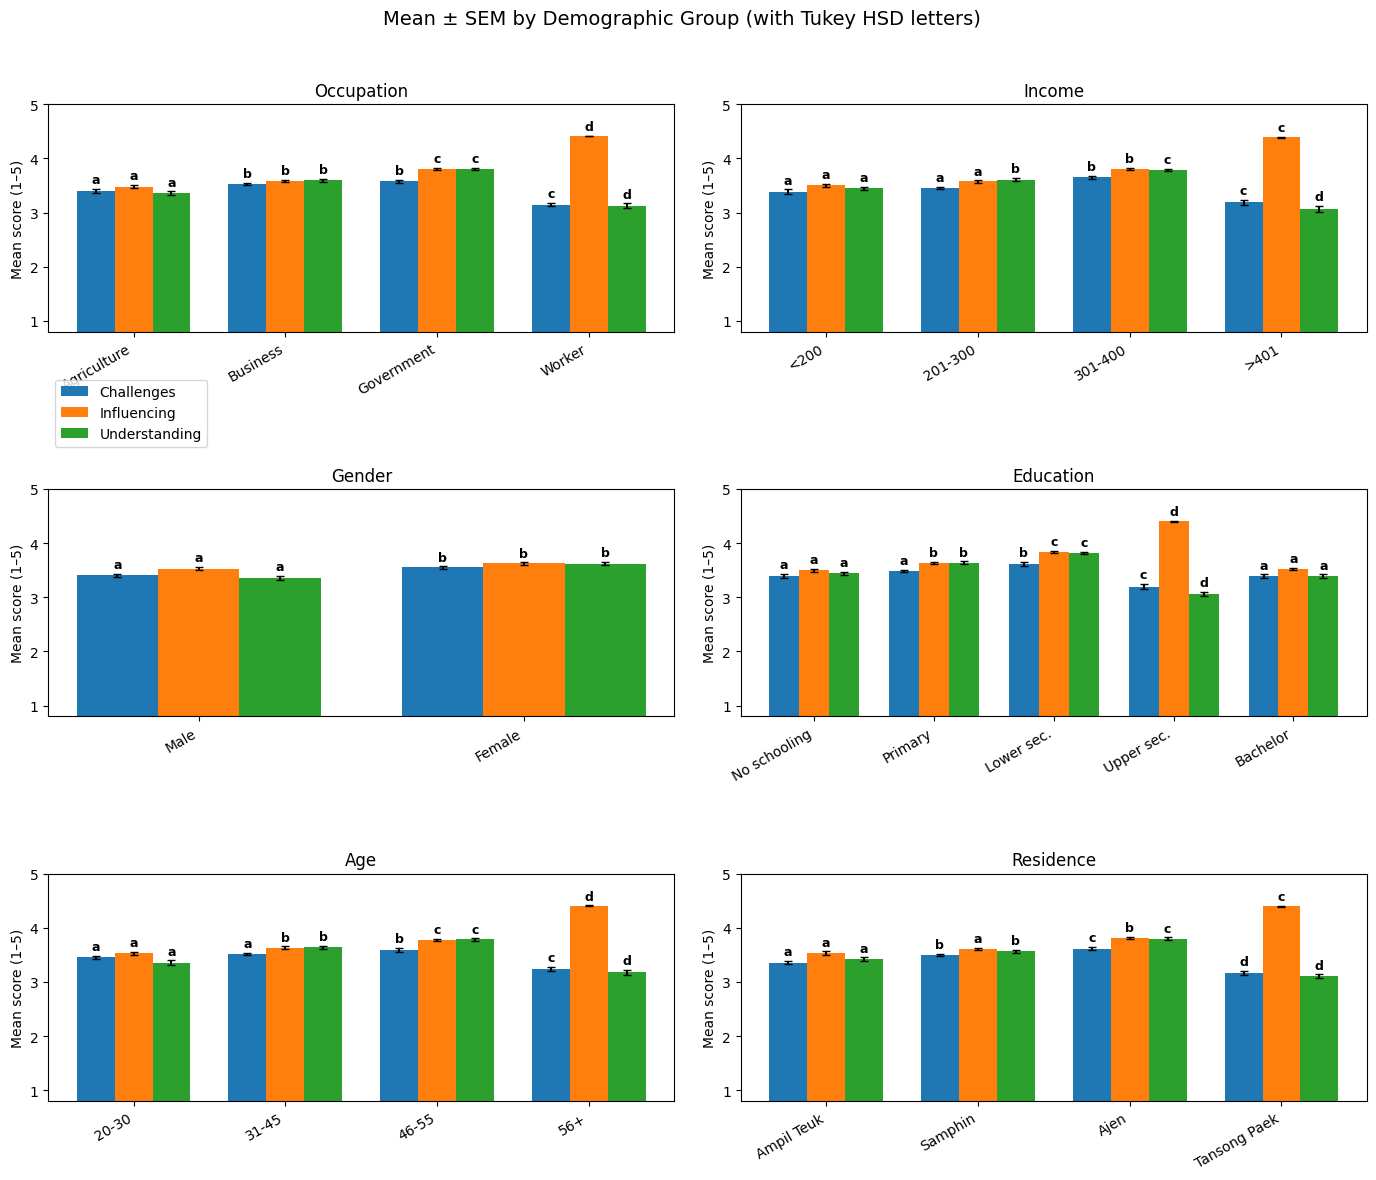 Mean ± SEM by Demographic Group (with Tukey HSD letters)
Occupation
Mean score (1–5)
5
4
3
2
1
a a a
b b b
b c c
c d d
Agriculture Business Government Worker
Income
Mean score (1–5)
5
4
3
2
1
a a a
a a b
b b c
c c d
<200 201-300 301-400 >401
Challenges
Influencing
Understanding
Gender
Mean score (1–5)
5
4
3
2
1
a a a
b b b
Male Female
Education
Mean score (1–5)
5
4
3
2
1
a a a
a b b
b c c
c d d
a a a
No schooling Primary Lower sec. Upper sec. Bachelor
Age
Mean score (1–5)
5
4
3
2
1
a a a
a b b
b c c
c d d
20-30 31-45 46-55 56+
Residence
Mean score (1–5)
5
4
3
2
1
a a a
b a b
c b c
d c d
Ampil Teuk Samphin Ajen Tansong Paek